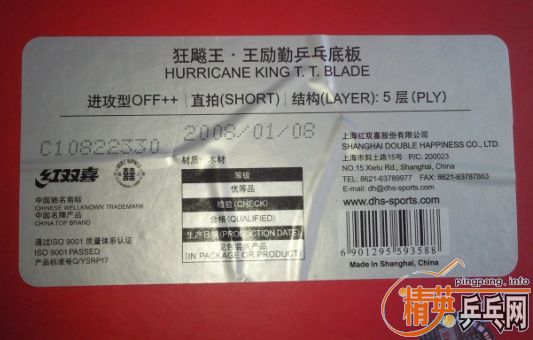 狂飚王·王励勤乒乓底板
HURRICANE KING T. T. BLADE
进攻型OFF++ 直拍(SHORT) 结构(LAYER): 5 层(PLY)
C10822330 2008/01/08
红双喜
中国驰名商标
CHINESE WELLKNOWN TRADEMARK
中国名牌产品
CHINA TOP BRAND
通过ISO 9001 质量体系认证
ISO 9001 PASSED
产品标准号Q/YSRP17
材质: 木材
等级
优等品
检验(CHECK)
合格(QUALIFIED)
生产日期(PRODUCTION DATE)
见包装或产品
(IN PACKAGE OR PRODUCT)
上海红双喜股份有限公司
SHANGHAI DOUBLE HAPPINESS CO., LTD.
上海市斜土路15号 P/C: 200023
NO.15 Xietu Rd., Shanghai, China
TEL: 8621-63789977 FAX: 8621-63787863
E-mail: dhs@dhs-sports.com
www.dhs-sports.com
6 901295 593588
Made in Shanghai, China
pingpang.info
精英乒乓网